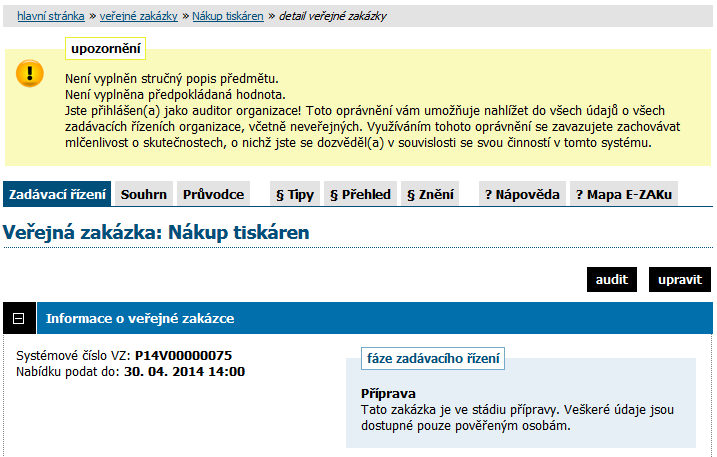 hlavní stránka » veřejné zakázky » Nákup tiskáren » detail veřejné zakázky
upozornění
Není vyplněn stručný popis předmětu.
Není vyplněna předpokládaná hodnota.
Jste přihlášen(a) jako auditor organizace! Toto oprávnění vám umožňuje nahlížet do všech údajů o všech
zadávacích řízeních organizace, včetně neveřejných. Využíváním tohoto oprávnění se zavazujete zachovávat
mlčenlivost o skutečnostech, o nichž jste se dozvěděl(a) v souvislosti se svou činností v tomto systému.
Zadávací řízení Souhrn Průvodce § Tipy § Přehled § Znění ? Nápověda ? Mapa E-ZAKu
Veřejná zakázka: Nákup tiskáren
audit upravit
Informace o veřejné zakázce
Systémové číslo VZ: P14V00000075
Nabídku podat do: 30. 04. 2014 14:00
fáze zadávacího řízení
Příprava
Tato zakázka je ve stádiu přípravy. Veškeré údaje jsou
dostupné pouze pověřeným osobám.